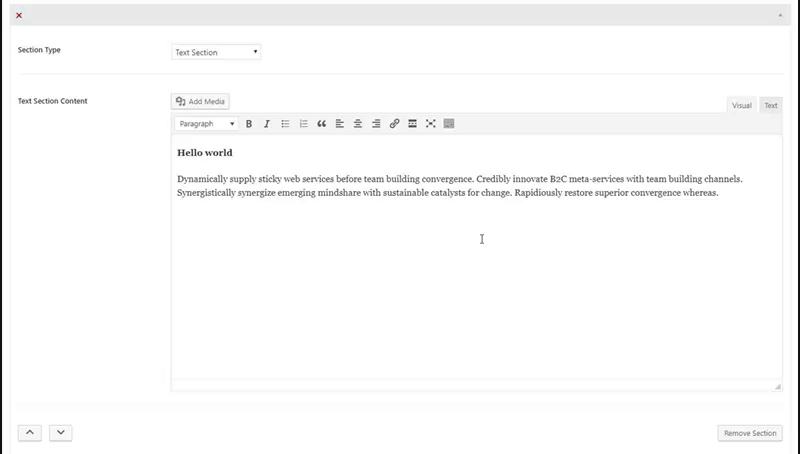 Section Type
Text Section
Text Section Content
Add Media
Visual
Text
Paragraph
B I
Hello world
Dynamically supply sticky web services before team building convergence. Credibly innovate B2C meta-services with team building channels.
Synergistically synergize emerging mindshare with sustainable catalysts for change. Rapidiously restore superior convergence whereas.
Remove Section